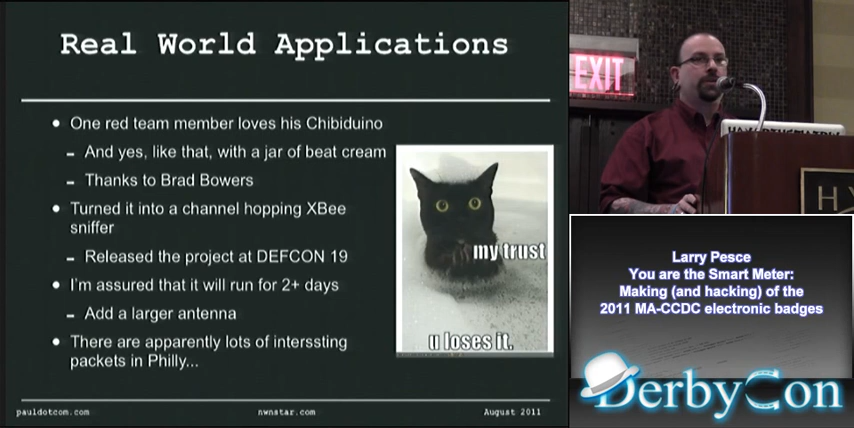 Real World Applications
• One red team member loves his Chibiduino
– And yes, like that, with a jar of beat cream
– Thanks to Brad Bowers
• Turned it into a channel hopping XBee
sniffer
– Released the project at DEFCON 19
• I'm assured that it will run for 2+ days
– Add a larger antenna
• There are apparently lots of interssting
packets in Philly...
my trust
u loses it.
pauldotcom.com
nwnstar.com
August 2011
EXIT
HY
Larry Pesce
You are the Smart Meter:
Making (and hacking) of the
2011 MA-CCDC electronic badges
DerbyCon